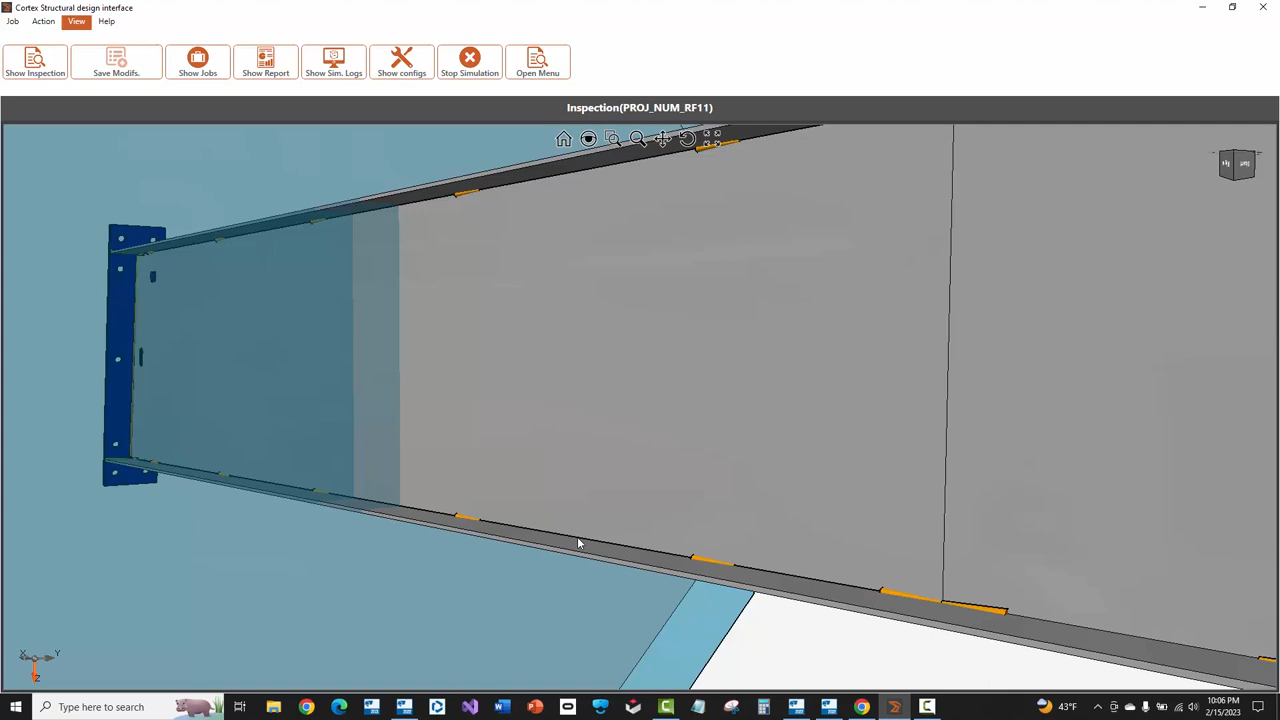 Cortex Structural design interface
Job Action View Help
Show Inspection Save Modifs. Show Jobs Show Report Show Sim. Logs Show configs Stop Simulation Open Menu
Inspection(PROJ_NUM_RF11)
X Y
Z
Type here to search
43°F
10:06 PM
2/15/2023